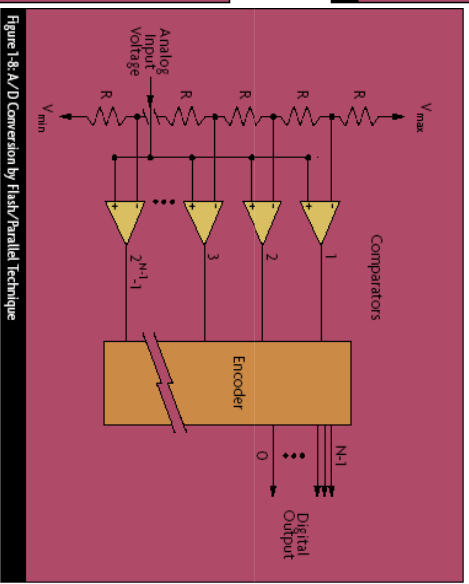 Analog
Input
Voltage
V max
R
R
R
R
R
V min
+ -
+ -
+ -
+ -
Comparators
1
2
3
2 N-1 -1
Encoder
N-1
0
Digital
Output
Figure 1-8: A/D Conversion by Flash/Parallel Technique